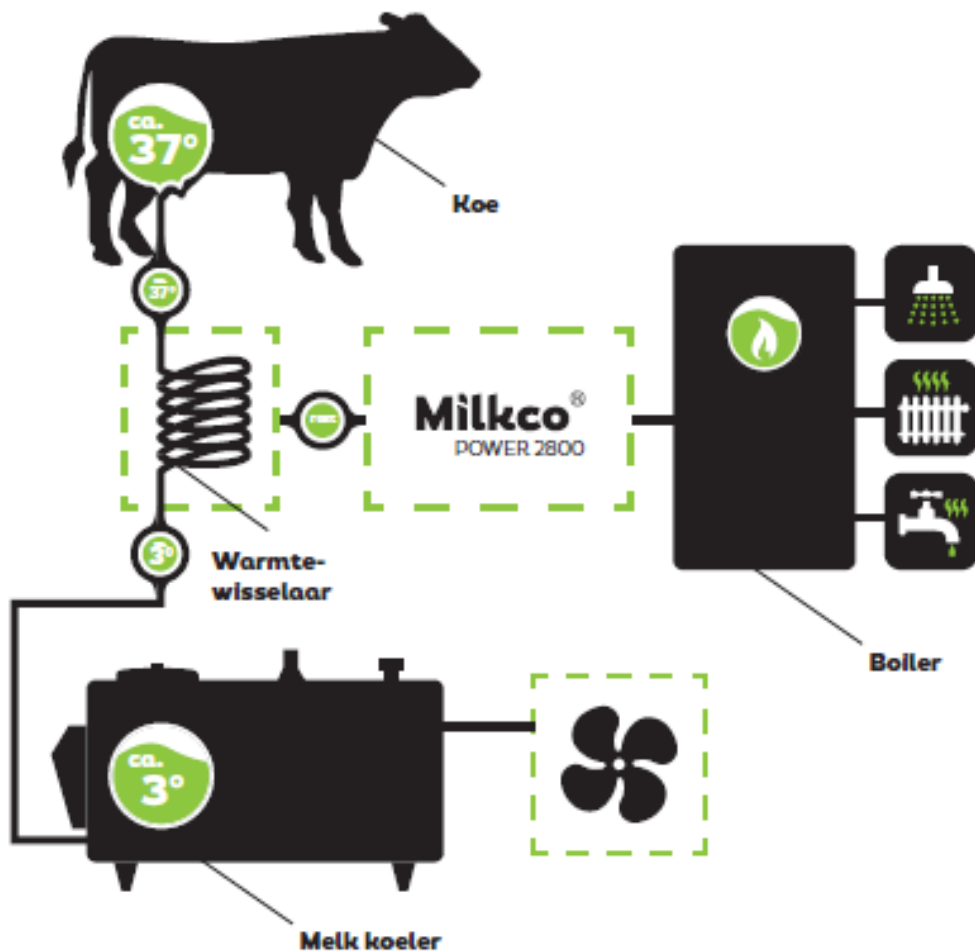 ca.
37°
Koe
37°
Milkco®
POWER 2800
3°
Warmte-
wisselaar
Boiler
ca.
3°
Melk koeler